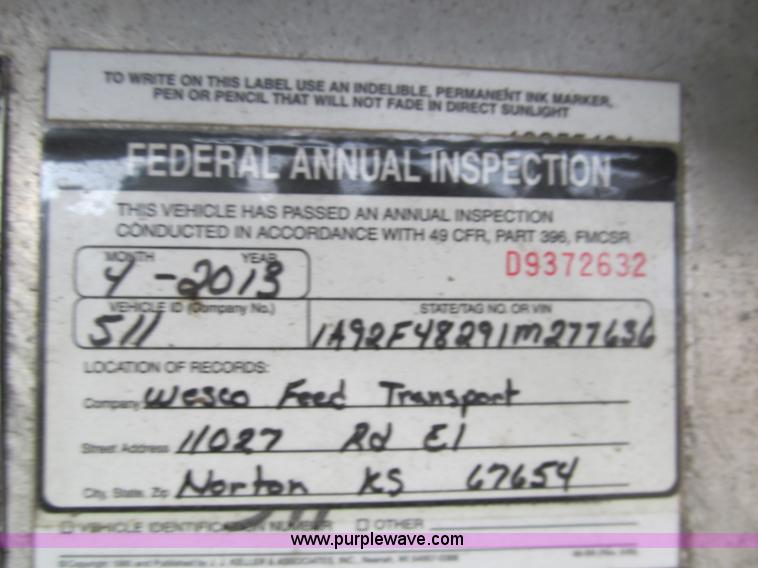 TO WRITE ON THIS LABEL USE AN INDELIBLE, PERMANENT INK MARKER,
PEN OR PENCIL THAT WILL NOT FADE IN DIRECT SUNLIGHT
FEDERAL ANNUAL INSPECTION
THIS VEHICLE HAS PASSED AN ANNUAL INSPECTION
CONDUCTED IN ACCORDANCE WITH 49 CFR, PART 396, FMCSR
MONTH YEAR
4-2013
D9372632
VEHICLE ID (Company No.) STATE/TAG NO. OR VIN
511 1A92F48291M277636
LOCATION OF RECORDS:
Company Wesco Feed Transport
Street Address 11027 Rd E1
City, State, Zip Norton KS 67654
VEHICLE IDENTIFICATION NUMBER OTHER
www.purplewave.com